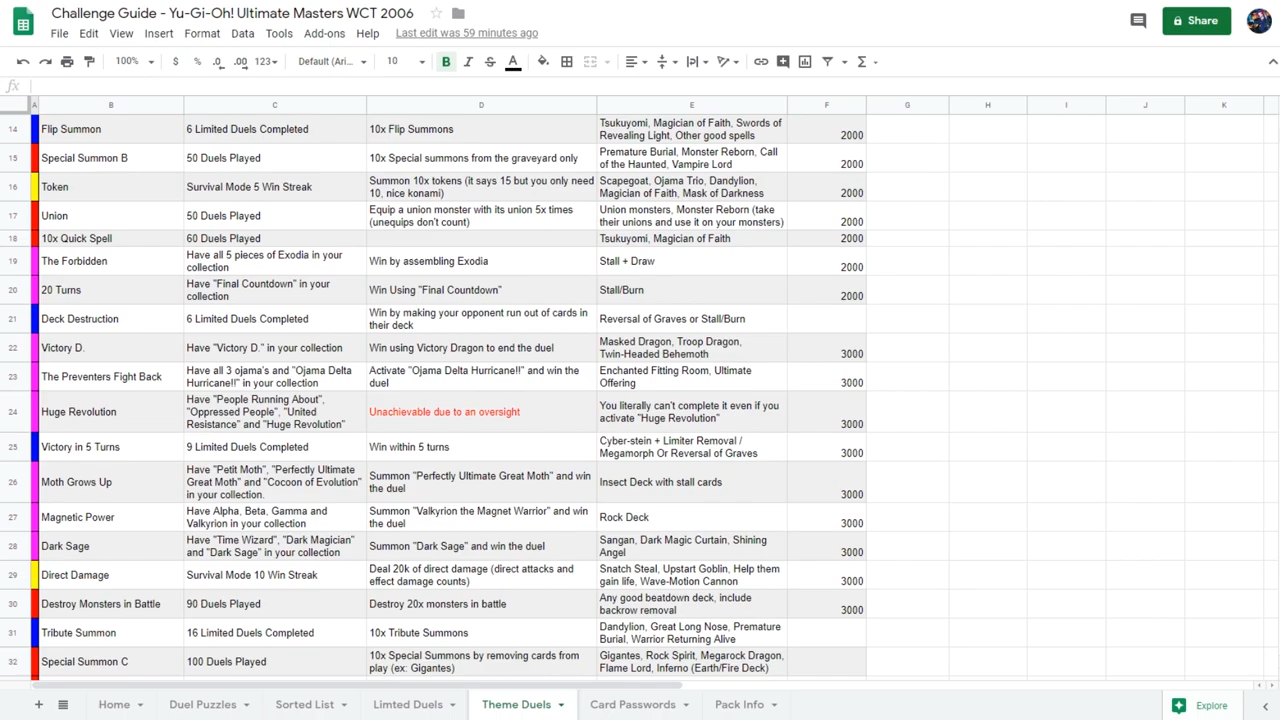 Challenge Guide - Yu-Gi-Oh! Ultimate Masters WCT 2006
File Edit View Insert Format Data Tools Add-ons Help Last edit was 59 minutes ago
Share
100% $ % .0 .00 123 Default (Ari... 10 B I S A
fx
A B C D E F G H I J K
14 Flip Summon 6 Limited Duels Completed 10x Flip Summons Tsukuyomi, Magician of Faith, Swords of
Revealing Light, Other good spells 2000
15 Special Summon B 50 Duels Played 10x Special summons from the graveyard only Premature Burial, Monster Reborn, Call
of the Haunted, Vampire Lord 2000
16 Token Survival Mode 5 Win Streak Summon 10x tokens (it says 15 but you only need Scapegoat, Ojama Trio, Dandylion,
10, nice konami) Magician of Faith, Mask of Darkness 2000
17 Union 50 Duels Played Equip a union monster with its union 5x times Union monsters, Monster Reborn (take
(unequips don't count) their unions and use it on your monsters) 2000
18 10x Quick Spell 60 Duels Played Tsukuyomi, Magician of Faith 2000
19 The Forbidden Have all 5 pieces of Exodia in your Win by assembling Exodia Stall + Draw
collection 2000
20 20 Turns Have "Final Countdown" in your Win Using "Final Countdown" Stall/Burn
collection 2000
21 Deck Destruction 6 Limited Duels Completed Win by making your opponent run out of cards in Reversal of Graves or Stall/Burn
their deck
22 Victory D. Have "Victory D." in your collection Win using Victory Dragon to end the duel Masked Dragon, Troop Dragon,
Twin-Headed Behemoth 3000
23 The Preventers Fight Back Have all 3 ojama's and "Ojama Delta Activate "Ojama Delta Hurricane!!" and win the Enchanted Fitting Room, Ultimate
Hurricane!!" in your collection duel Offering 3000
24 Huge Revolution Have "People Running About", Unachievable due to an oversight You literally can't complete it even if you
"Oppressed People", "United activate "Huge Revolution"
Resistance" and "Huge Revolution" 3000
25 Victory in 5 Turns 9 Limited Duels Completed Win within 5 turns Cyber-stein + Limiter Removal /
Megamorph Or Reversal of Graves 3000
26 Moth Grows Up Have "Petit Moth", "Perfectly Ultimate Summon "Perfectly Ultimate Great Moth" and win Insect Deck with stall cards
Great Moth" and "Cocoon of Evolution" the duel
in your collection. 3000
27 Magnetic Power Have Alpha, Beta, Gamma and Summon "Valkyrion the Magnet Warrior" and win Rock Deck
Valkyrion in your collection the duel 3000
28 Dark Sage Have "Time Wizard", "Dark Magician" Summon "Dark Sage" and win the duel Sangan, Dark Magic Curtain, Shining
and "Dark Sage" in your collection Angel 3000
29 Direct Damage Survival Mode 10 Win Streak Deal 20k of direct damage (direct attacks and Snatch Steal, Upstart Goblin, Help them
effect damage counts) gain life, Wave-Motion Cannon 3000
30 Destroy Monsters in Battle 90 Duels Played Destroy 20x monsters in battle Any good beatdown deck, include
backrow removal 3000
31 Tribute Summon 16 Limited Duels Completed 10x Tribute Summons Dandylion, Great Long Nose, Premature
Burial, Warrior Returning Alive
32 Special Summon C 100 Duels Played 10x Special Summons by removing cards from Gigantes, Rock Spirit, Megarock Dragon,
play (ex: Gigantes) Flame Lord, Inferno (Earth/Fire Deck)
Home Duel Puzzles Sorted List Limted Duels Theme Duels Card Passwords Pack Info Explore